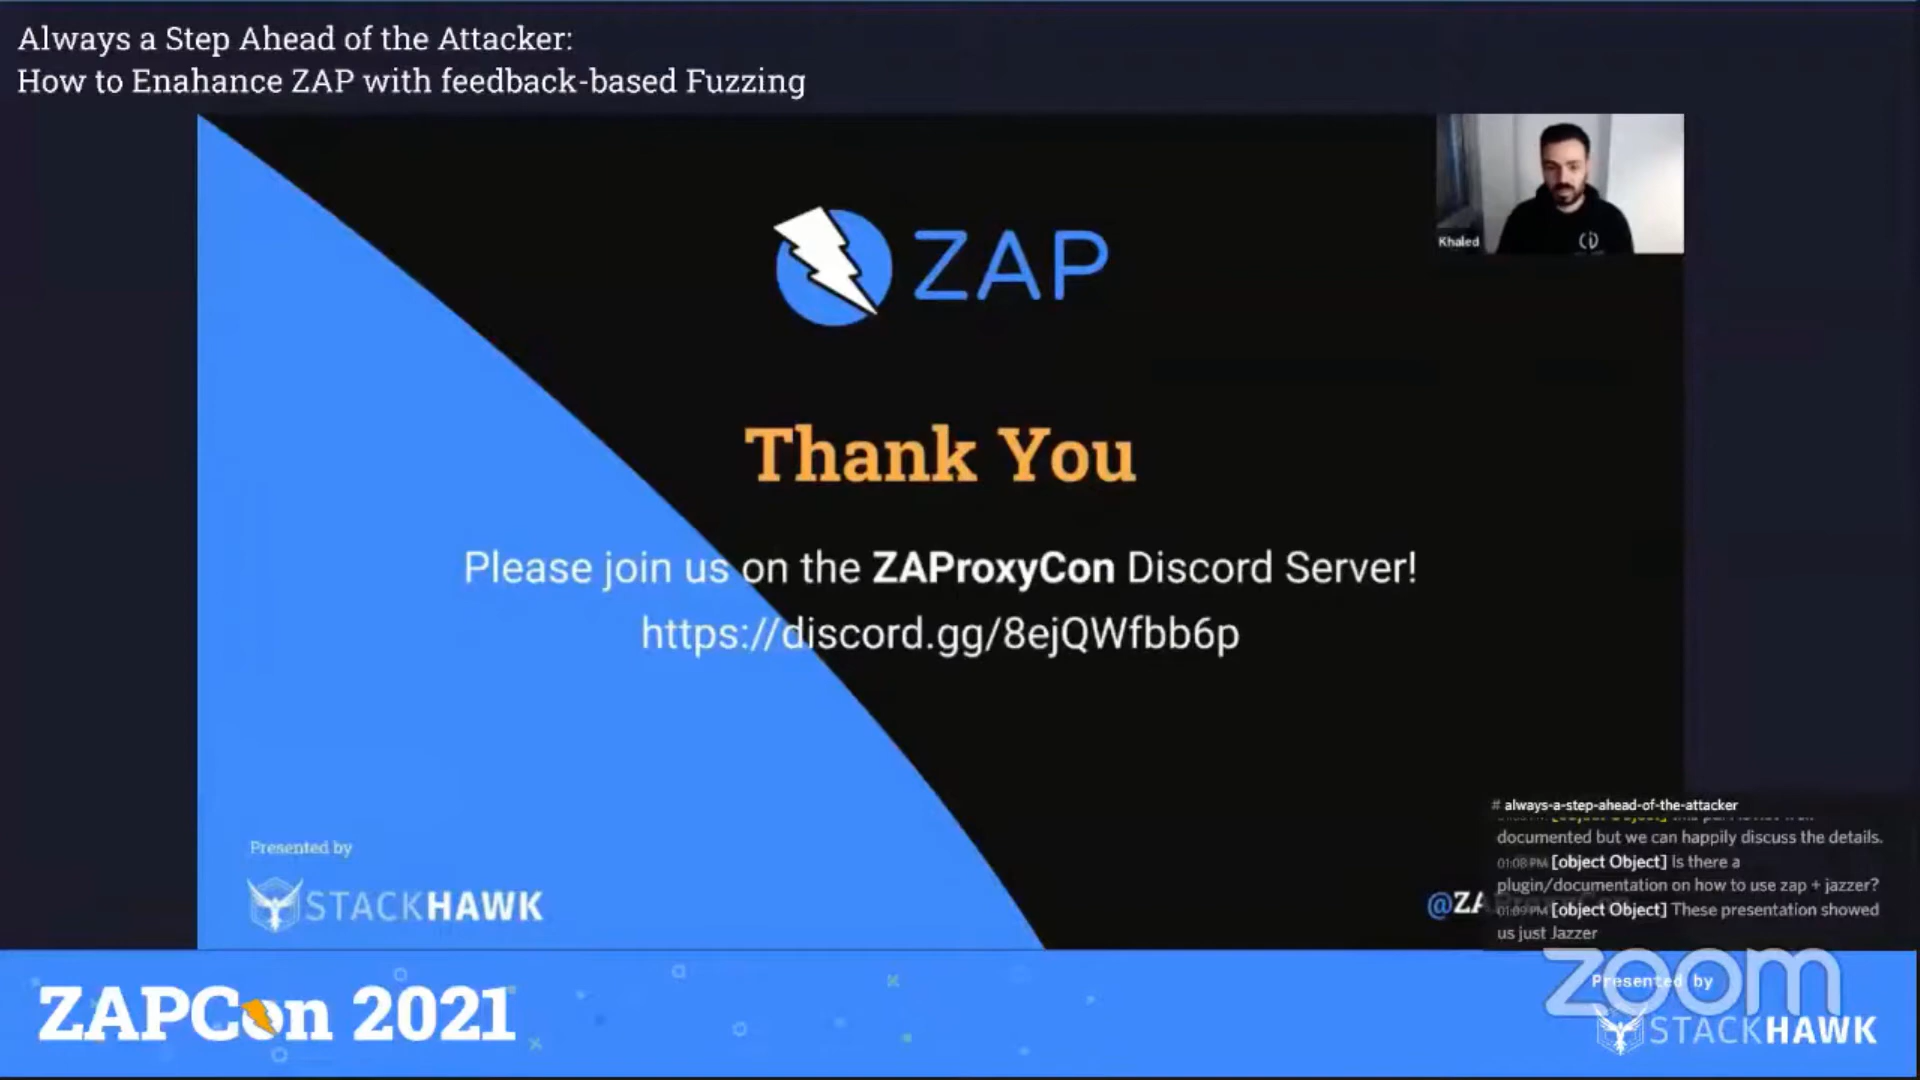 Always a Step Ahead of the Attacker:
How to Enahance ZAP with feedback-based Fuzzing
Khaled
ZAP
Thank You
Please join us on the ZAProxyCon Discord Server!
https://discord.gg/8ejQWfbb6p
Presented by
STACKHAWK
@ZA
# always-a-step-ahead-of-the-attacker
documented but we can happily discuss the details.
01:08 PM [object Object] Is there a
plugin/documentation on how to use zap + jazzer?
01:09 PM [object Object] These presentation showed
us just Jazzer
zoom
ZAPCon 2021
Presented by
STACKHAWK